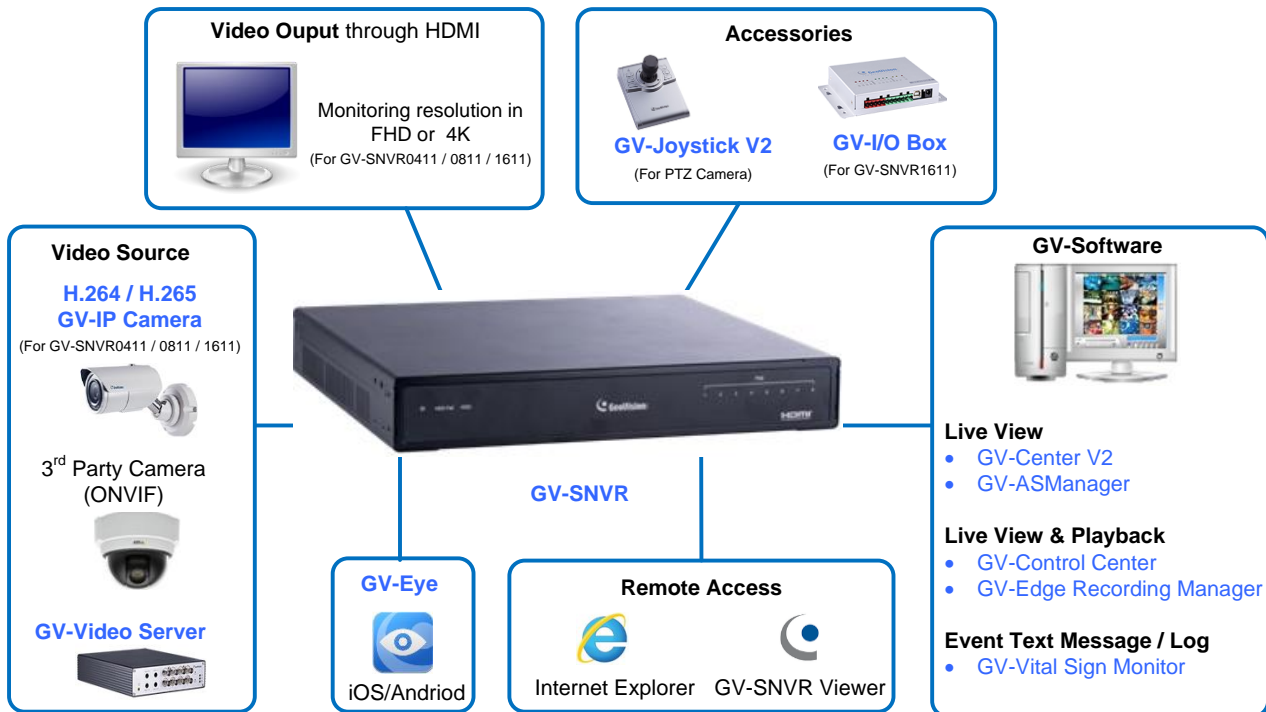 Video Ouput through HDMI
Monitoring resolution in
FHD or 4K
(For GV-SNVR0411 / 0811 / 1611)
Accessories
GV-Joystick V2
(For PTZ Camera)
GV-I/O Box
(For GV-SNVR1611)
Video Source
H.264 / H.265
GV-IP Camera
(For GV-SNVR0411 / 0811 / 1611)
3rd Party Camera
(ONVIF)
GV-Video Server
GeoVision
HDMI
GV-SNVR
GV-Eye
iOS/Andriod
Remote Access
Internet Explorer
GV-SNVR Viewer
GV-Software
Live View
• GV-Center V2
• GV-ASManager
Live View & Playback
• GV-Control Center
• GV-Edge Recording Manager
Event Text Message / Log
• GV-Vital Sign Monitor